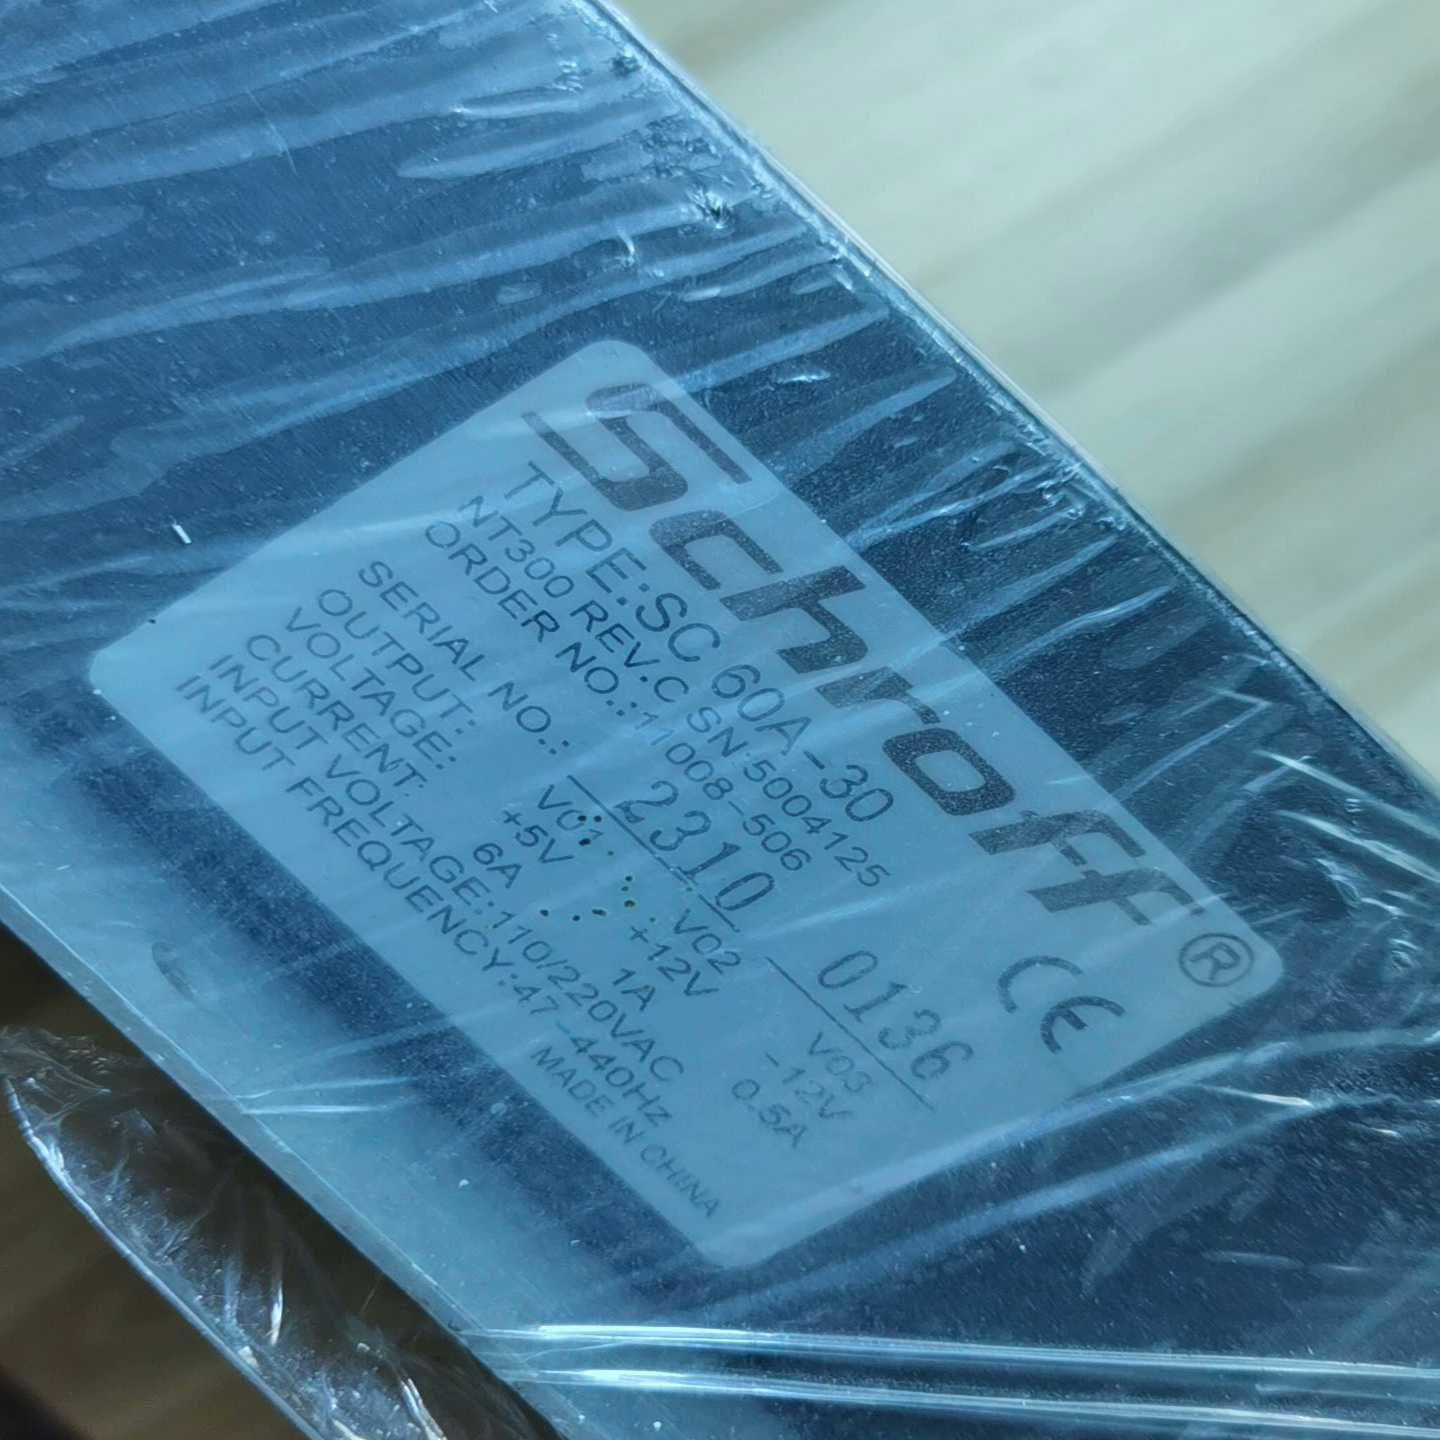 Schroff®
TYPE:SC 60A-30 CE
NT300 REV.C SN:5004125
ORDER NO.:11008-506
SERIAL NO.: 2310 0136
OUTPUT: V01 V02 V03
VOLTAGE: +5V +12V -12V
CURRENT: 6A 1A 0.5A
INPUT VOLTAGE:110/220VAC
INPUT FREQUENCY:47-440Hz
MADE IN CHINA